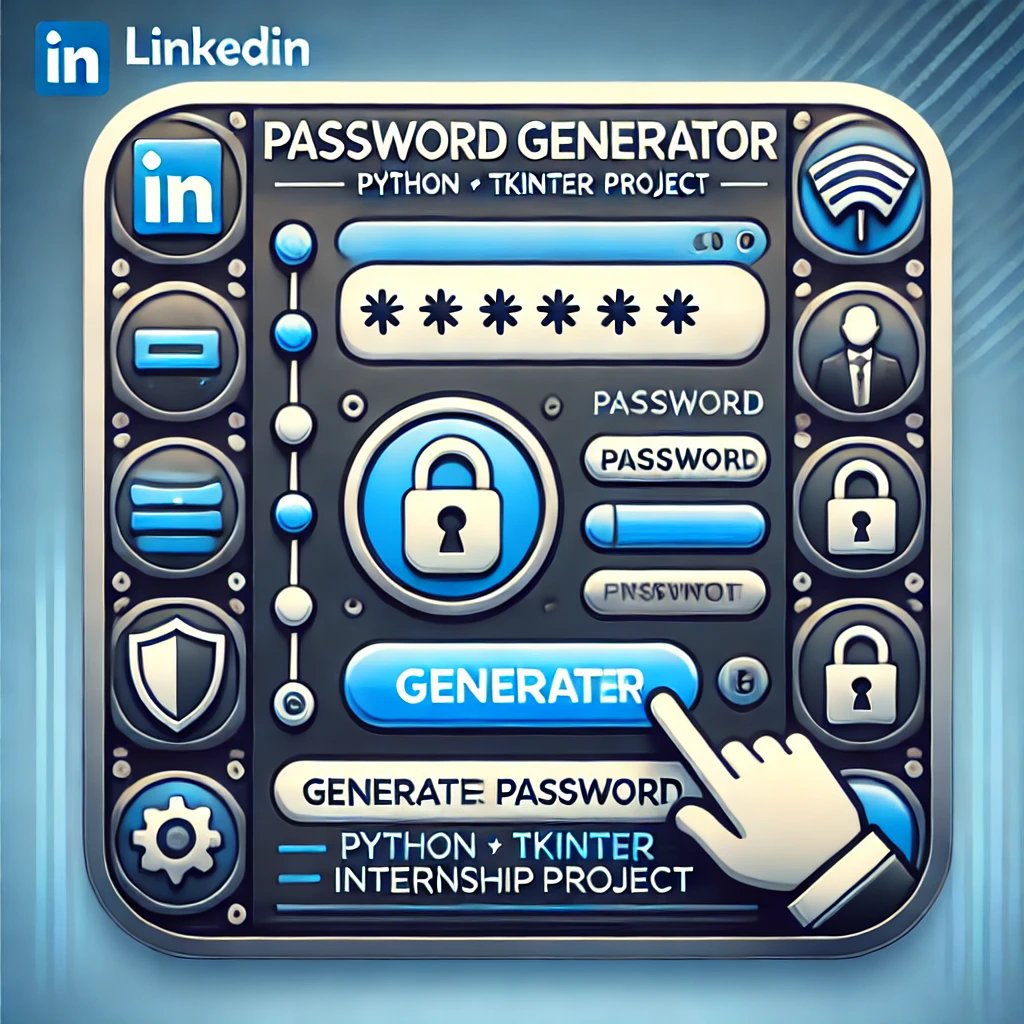 in Linkedin
in
PASSWORD GENERATOR
PYTHON + TKINTER PROJECT
******
PASSWORD
PASSWORD
GENERATER
GENERATE PASSWORD
PYTHON + TKINTER
INTERNSHIP PROJECT